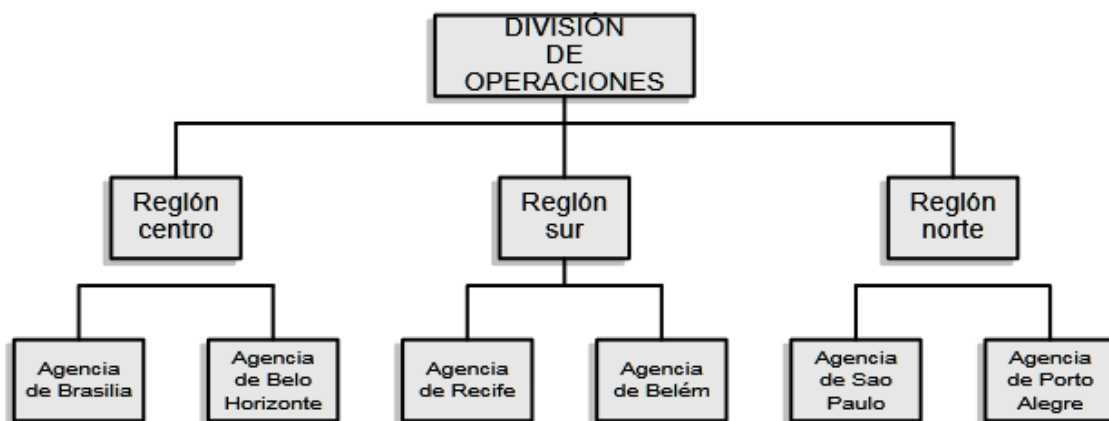 DIVISIÓN
DE
OPERACIONES
Reglón
centro
Reglón
sur
Reglón
norte
Agencia
de Brasilia
Agencia
de Belo
Horizonte
Agencia
de Recife
Agencia
de Belém
Agencia
de Sao
Paulo
Agencia
de Porto
Alegre